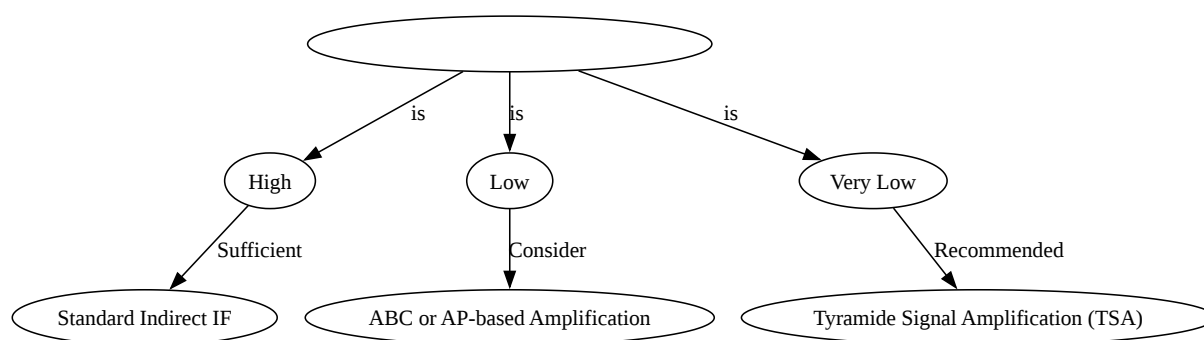 is
is
is
High
Low
Very Low
Sufficient
Consider
Recommended
Standard Indirect IF
ABC or AP-based Amplification
Tyramide Signal Amplification (TSA)